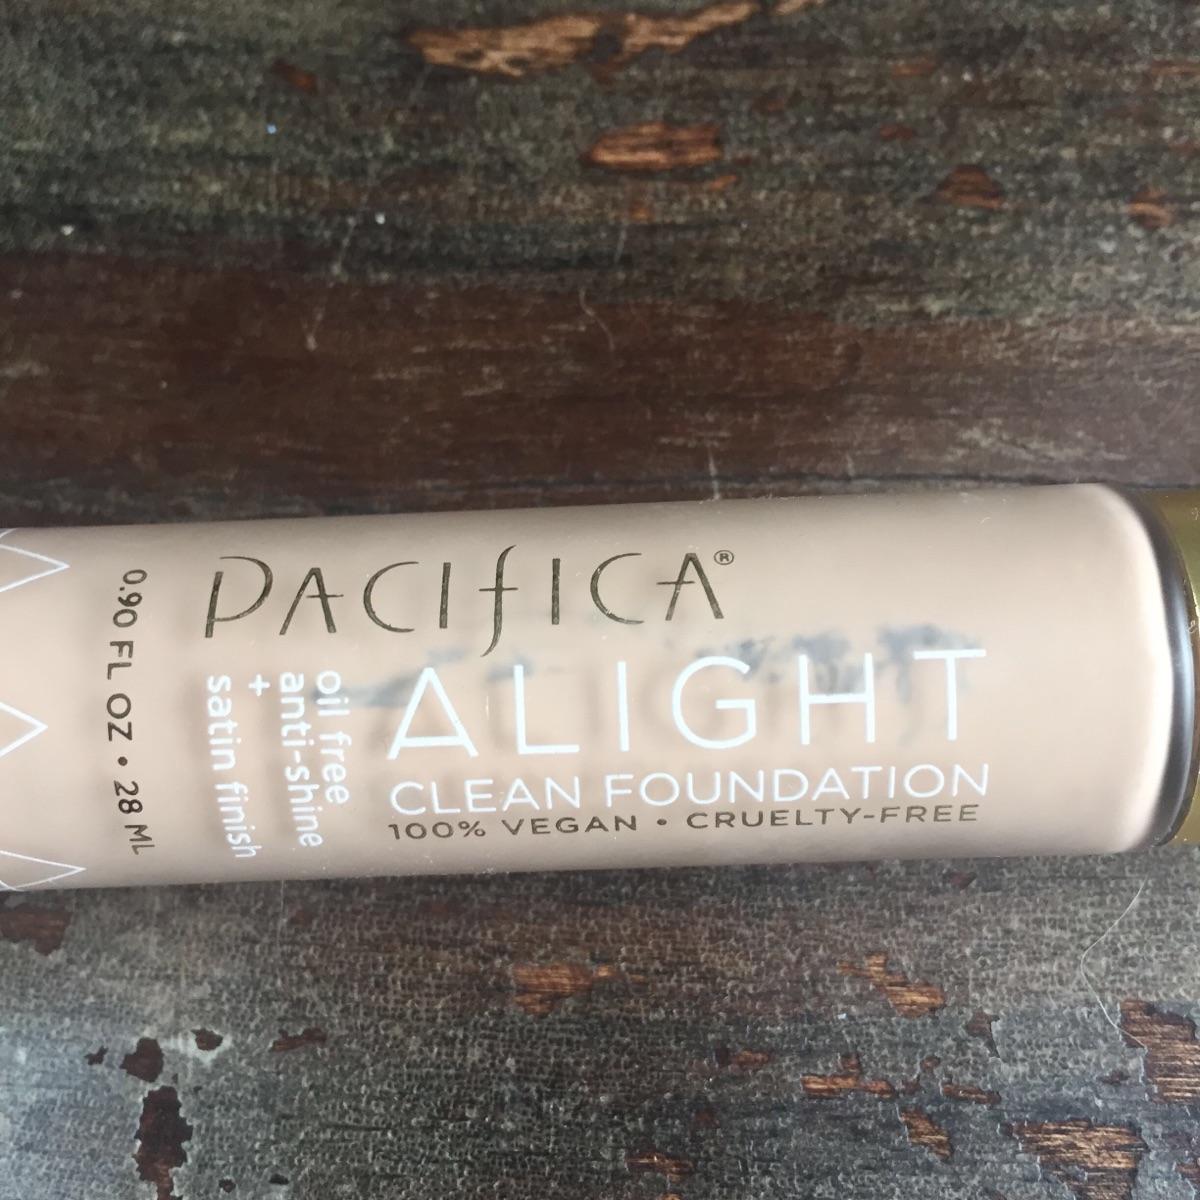 PACIFICA®
ALIGHT
CLEAN FOUNDATION
100% VEGAN • CRUELTY-FREE
oil free
anti-shine
+
satin finish
0.90 FL OZ • 28 ML